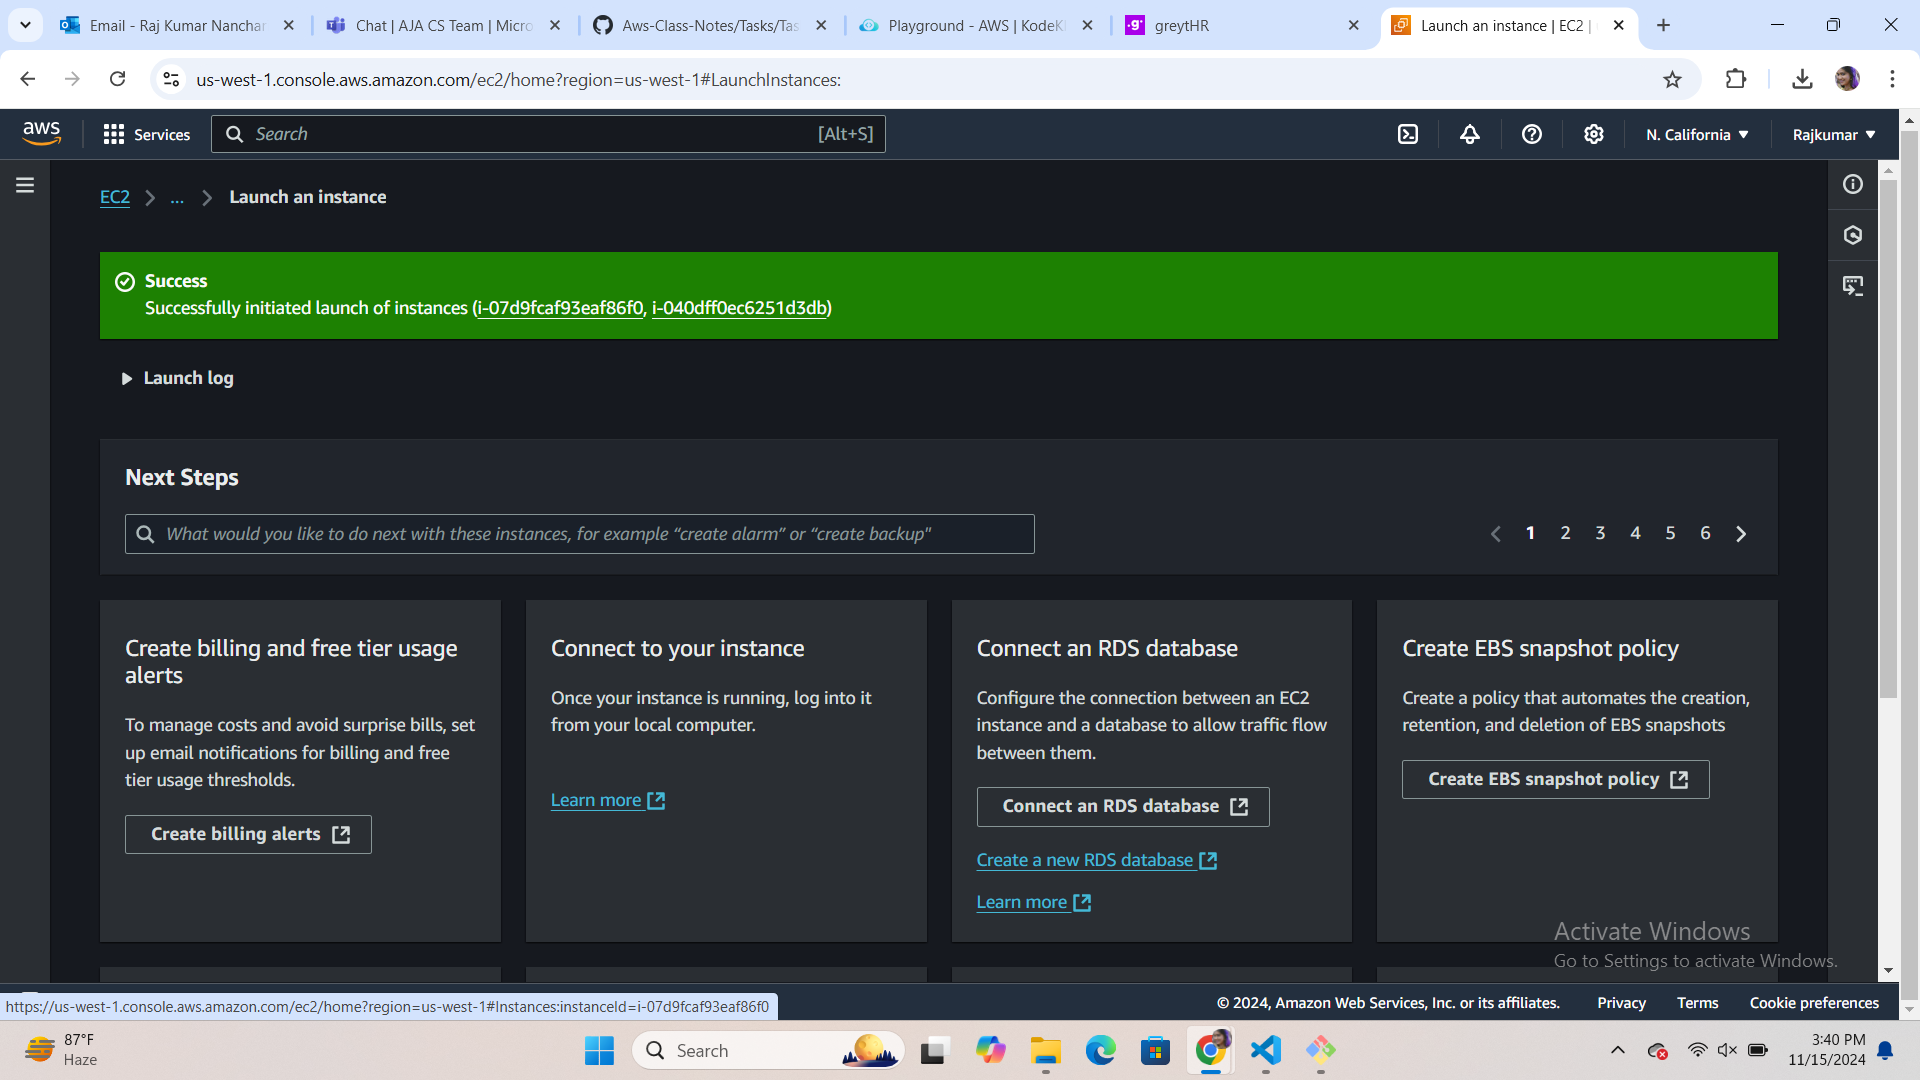 Email - Raj Kumar Nanchar
Chat | AJA CS Team | Micro
Aws-Class-Notes/Tasks/Tas
Playground - AWS | KodeKl
greytHR
Launch an instance | EC2 |
us-west-1.console.aws.amazon.com/ec2/home?region=us-west-1#LaunchInstances:
aws
Services
Search
[Alt+S]
N. California
Rajkumar
EC2
...
Launch an instance
Success
Successfully initiated launch of instances (i-07d9fcaf93eaf86f0, i-040dff0ec6251d3db)
Launch log
Next Steps
What would you like to do next with these instances, for example “create alarm” or “create backup"
1 2 3 4 5 6
Create billing and free tier usage
alerts
To manage costs and avoid surprise bills, set
up email notifications for billing and free
tier usage thresholds.
Create billing alerts
Connect to your instance
Once your instance is running, log into it
from your local computer.
Learn more
Connect an RDS database
Configure the connection between an EC2
instance and a database to allow traffic flow
between them.
Connect an RDS database
Create a new RDS database
Learn more
Create EBS snapshot policy
Create a policy that automates the creation,
retention, and deletion of EBS snapshots
Create EBS snapshot policy
Activate Windows
Go to Settings to activate Windows.
https://us-west-1.console.aws.amazon.com/ec2/home?region=us-west-1#Instances:instanceId=i-07d9fcaf93eaf86f0
© 2024, Amazon Web Services, Inc. or its affiliates.
Privacy
Terms
Cookie preferences
87°F
Haze
Search
3:40 PM
11/15/2024